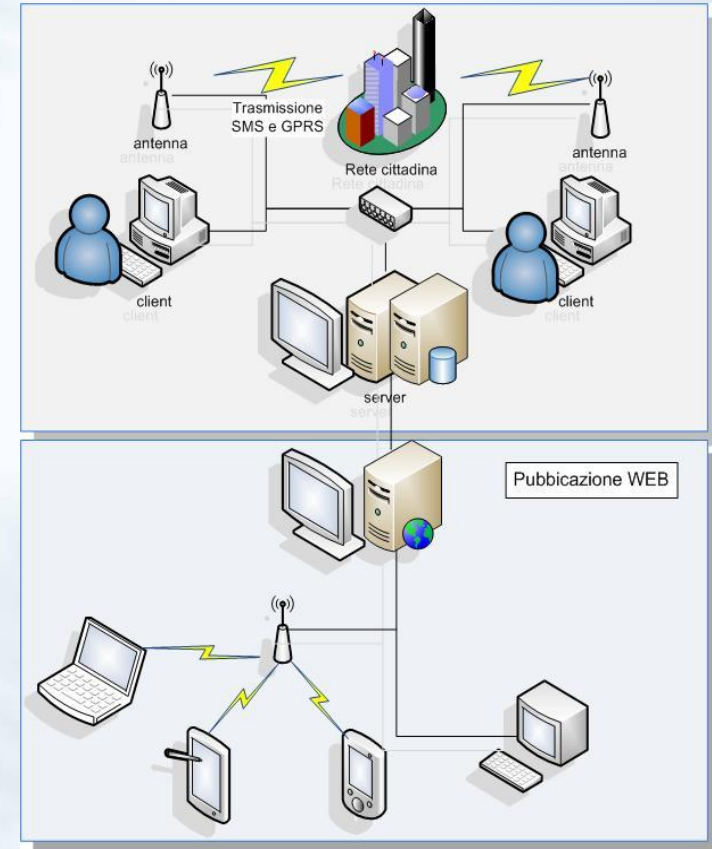 Trasmissione
SMS e GPRS
antenna
antenna
Rete cittadina
client
client
server
Pubbicazione WEB